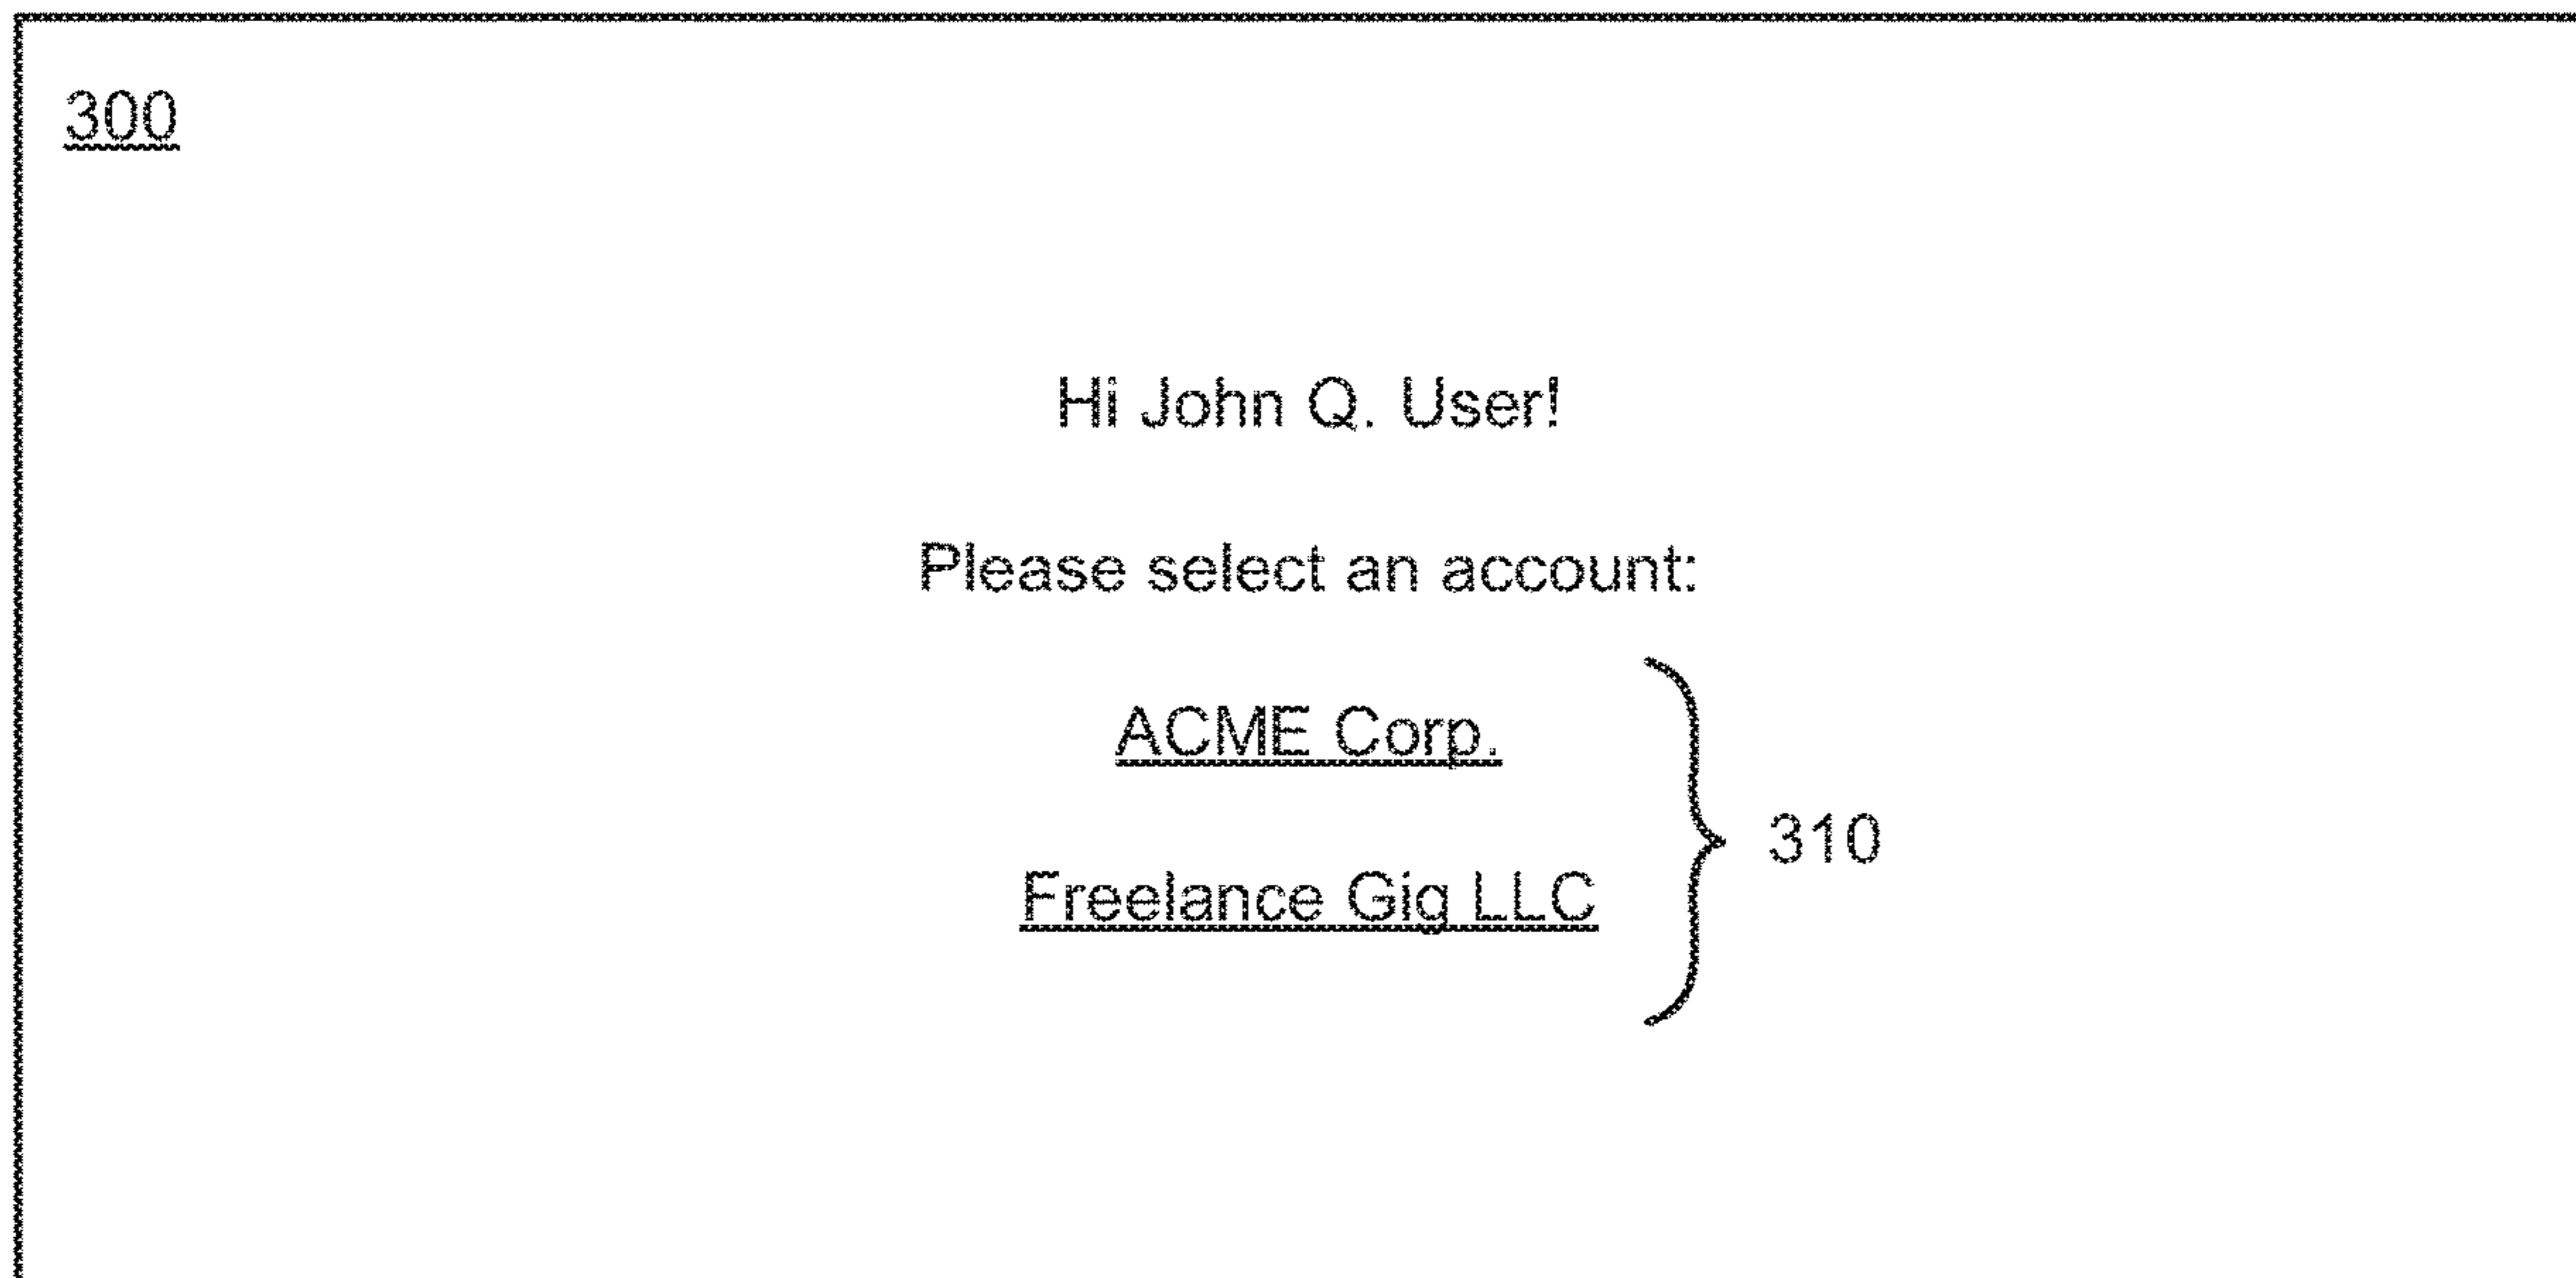 300
Hi John Q. User!
Please select an account:
ACME Corp.
310
Freelance Gig LLC